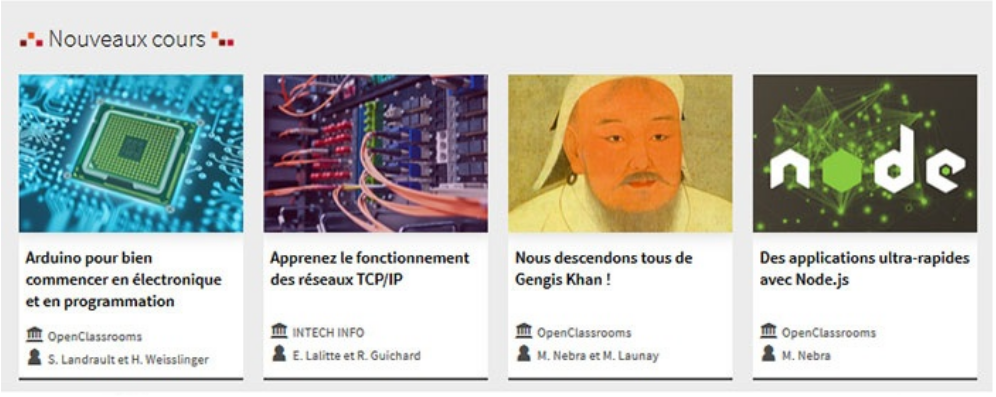 Nouveaux cours
node
Arduino pour bien
commencer en électronique
et en programmation
OpenClassrooms
S. Landrault et H. Weisslinger
Apprenez le fonctionnement
des réseaux TCP/IP
INTECH INFO
E. Lalitte et R. Guichard
Nous descendons tous de
Gengis Khan !
OpenClassrooms
M. Nebra et M. Launay
Des applications ultra-rapides
avec Node.js
OpenClassrooms
M. Nebra